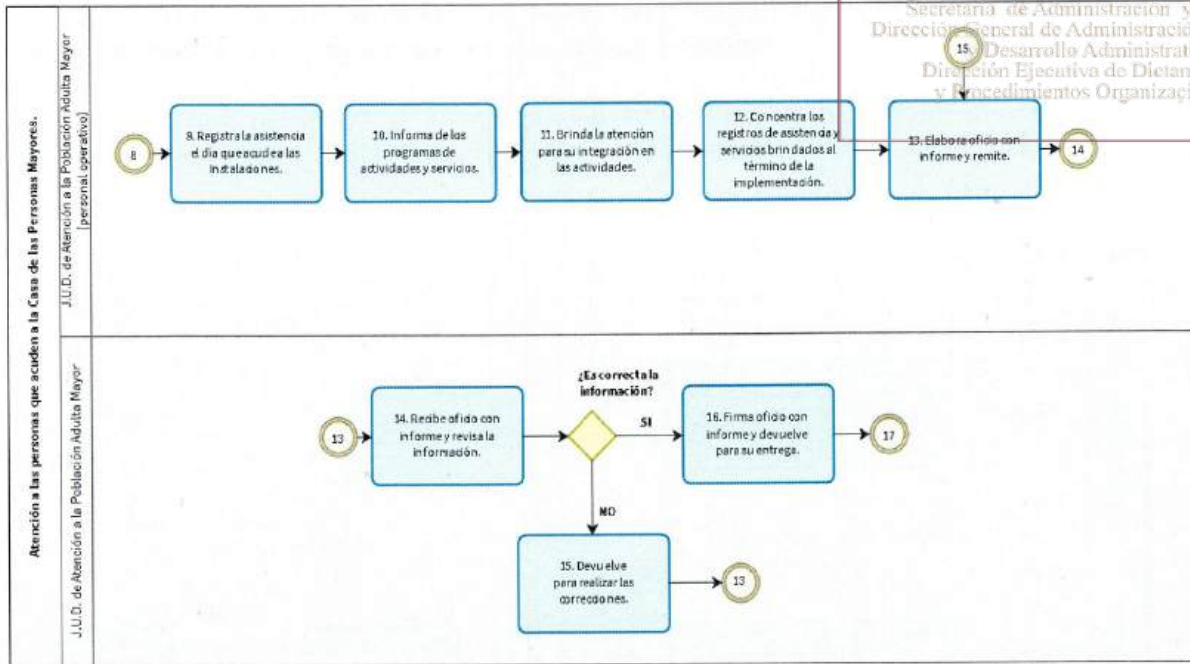 Secretaría de Administración y
Dirección General de Administració
y Desarrollo Administrat
Dirección Ejecutiva de Dictam
y Procedimientos Organizaci
Atención a las personas que acuden a la Casa de las Personas Mayores.
J.U.D. de Atención a la Población Adulta Mayor
(personal operativo)
8
9. Registra la asistencia
el día que acude a las
instalaciones.
10. Informa de los
programas de
actividades y servicios.
11. Brinda la atención
para su integración en
las actividades.
12. Concentra los
registros de asistencia y
servicios brindados al
término de la
implementación.
15
13. Elabora oficio con
informe y remite.
14
J.U.D. de Atención a la Población Adulta Mayor
13
14. Recibe oficio con
informe y revisa la
información.
¿Es correcta la
información?
SI
16. Firma oficio con
informe y devuelve
para su entrega.
17
NO
15. Devuelve
para realizar las
correcciones.
13